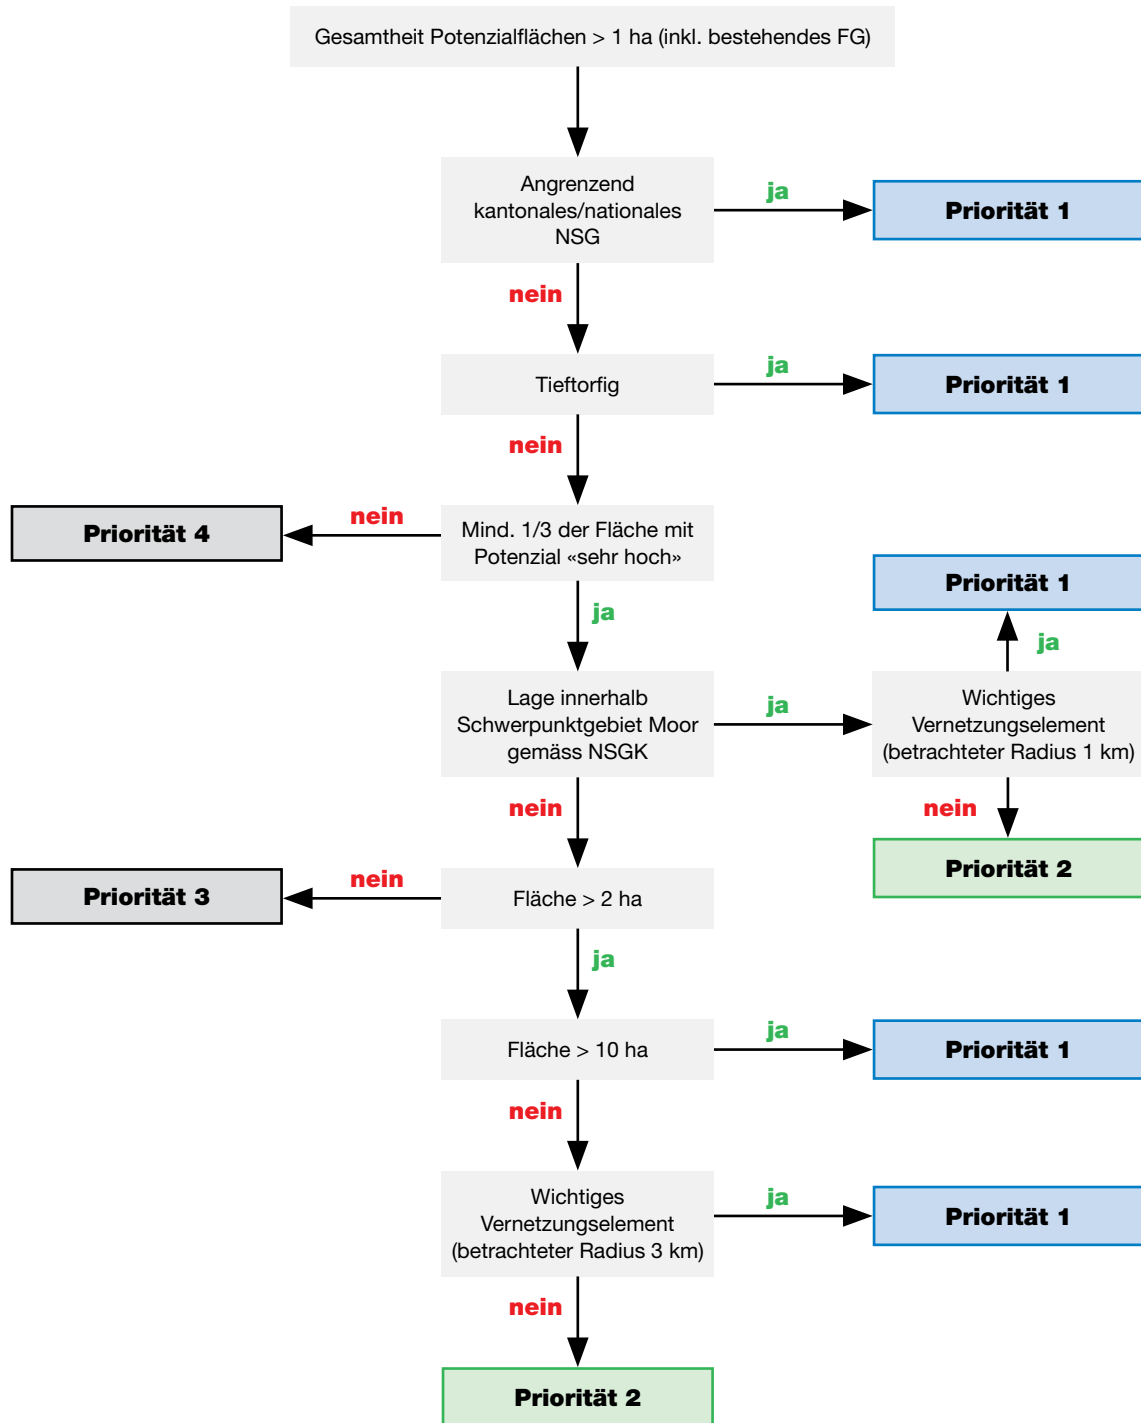 Gesamtheit Potenzialflächen > 1 ha (inkl. bestehendes FG)
Angrenzend
kantonales/nationales
NSG
ja
Priorität 1
nein
Tieftorfig
ja
Priorität 1
nein
Mind. 1/3 der Fläche mit
Potenzial «sehr hoch»
nein
Priorität 4
ja
Lage innerhalb
Schwerpunktgebiet Moor
gemäss NSGK
ja
Wichtiges
Vernetzungselement
(betrachteter Radius 1 km)
ja
Priorität 1
nein
Priorität 2
nein
Fläche > 2 ha
nein
Priorität 3
ja
Fläche > 10 ha
ja
Priorität 1
nein
Wichtiges
Vernetzungselement
(betrachteter Radius 3 km)
ja
Priorität 1
nein
Priorität 2